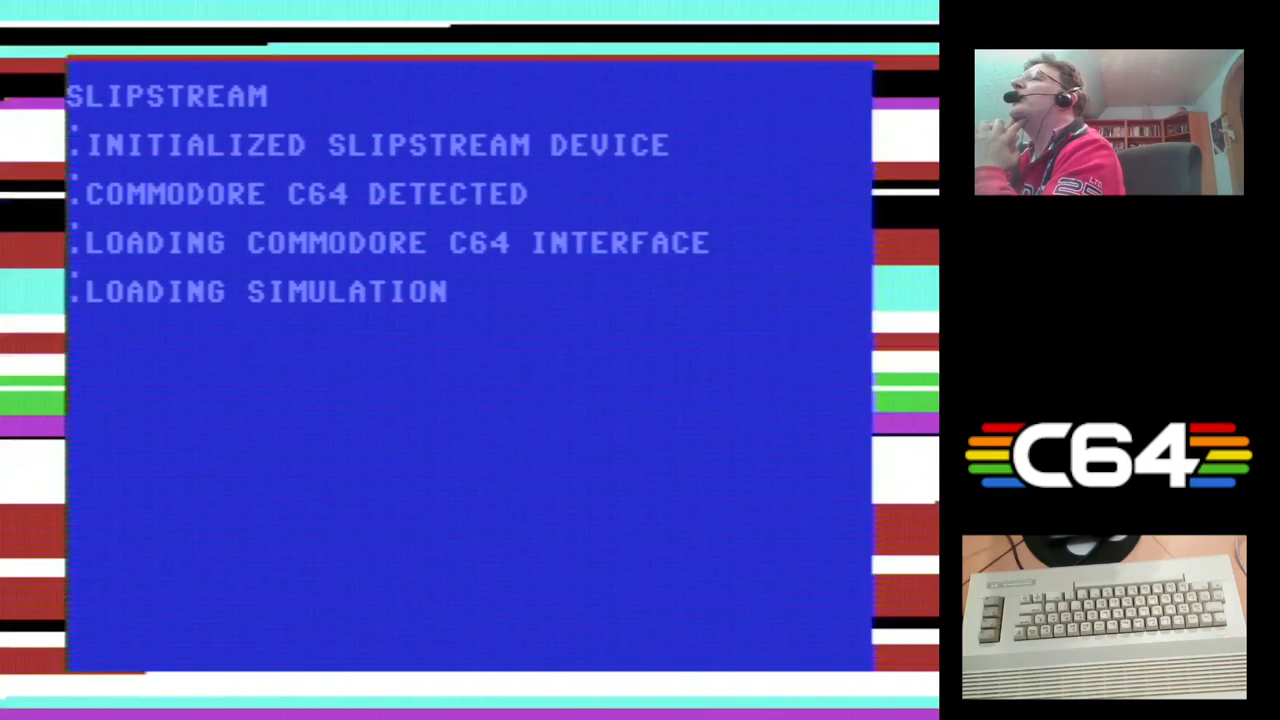 SLIPSTREAM
:INITIALIZED SLIPSTREAM DEVICE
:COMMODORE C64 DETECTED
:LOADING COMMODORE C64 INTERFACE
:LOADING SIMULATION
C64